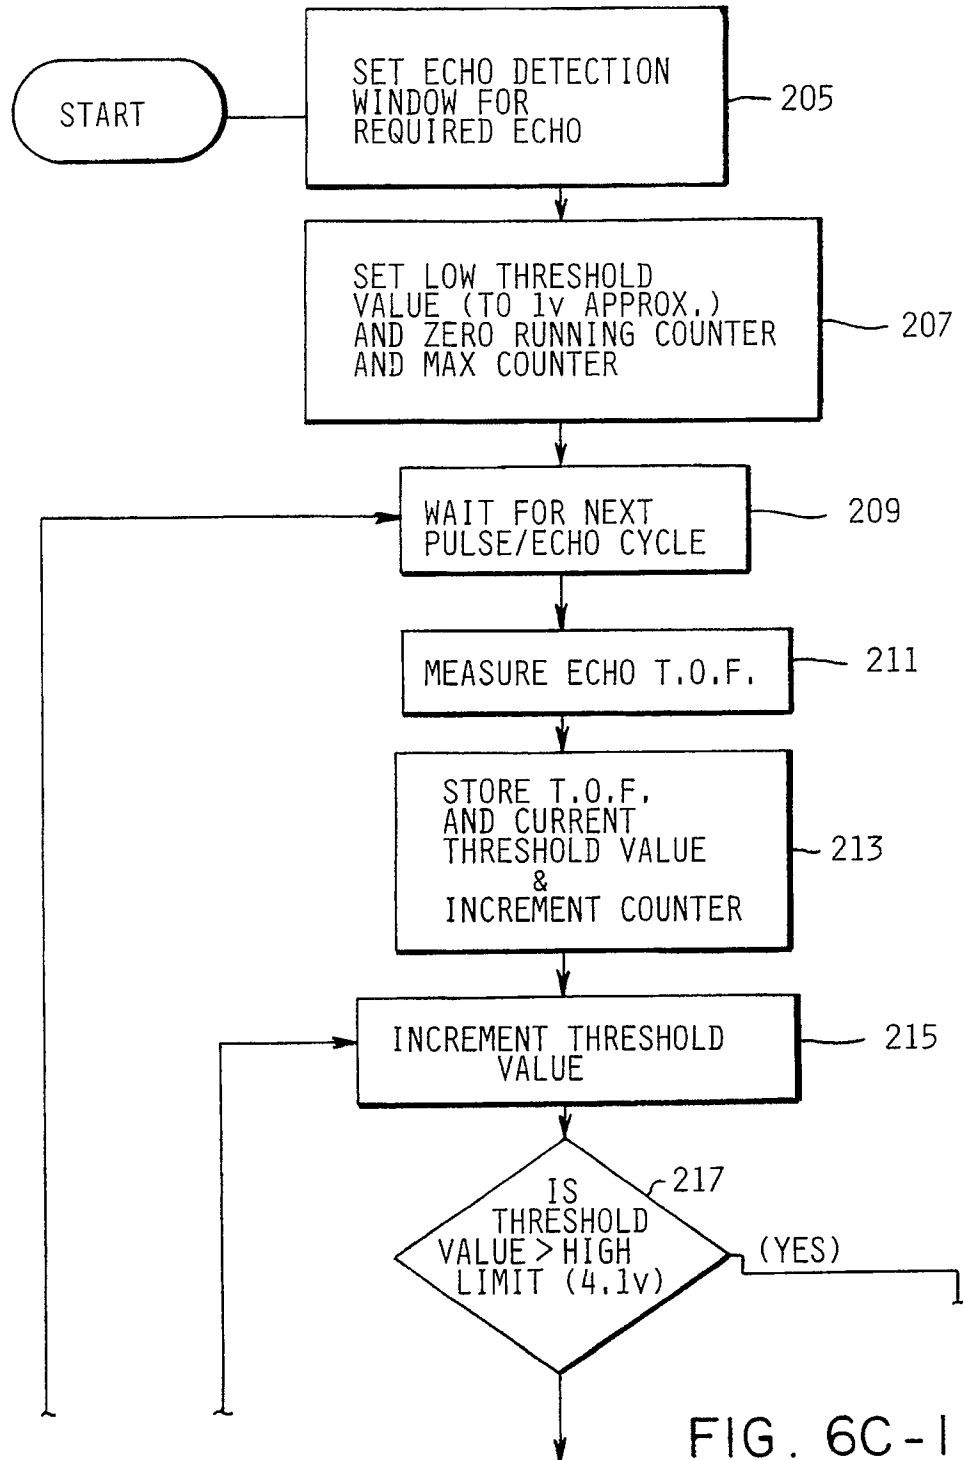 START
SET ECHO DETECTION
WINDOW FOR
REQUIRED ECHO
205
SET LOW THRESHOLD
VALUE (TO 1v APPROX.)
AND ZERO RUNNING COUNTER
AND MAX COUNTER
207
WAIT FOR NEXT
PULSE/ECHO CYCLE
209
MEASURE ECHO T.O.F.
211
STORE T.O.F.
AND CURRENT
THRESHOLD VALUE
&
INCREMENT COUNTER
213
INCREMENT THRESHOLD
VALUE
215
IS
THRESHOLD
VALUE > HIGH
LIMIT (4.1v)
217
(YES)
FIG. 6C-1